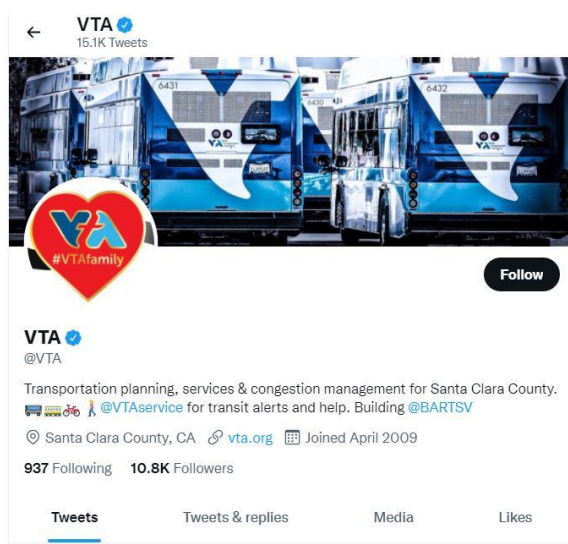 VTA
15.1K Tweets
6431
6430
6432
VTA
VTA
VTA
#VTAfamily
Follow
VTA
@VTA
Transportation planning, services & congestion management for Santa Clara County.
@VTAservice for transit alerts and help. Building @BARTSV
Santa Clara County, CA vta.org Joined April 2009
937 Following 10.8K Followers
Tweets Tweets & replies Media Likes